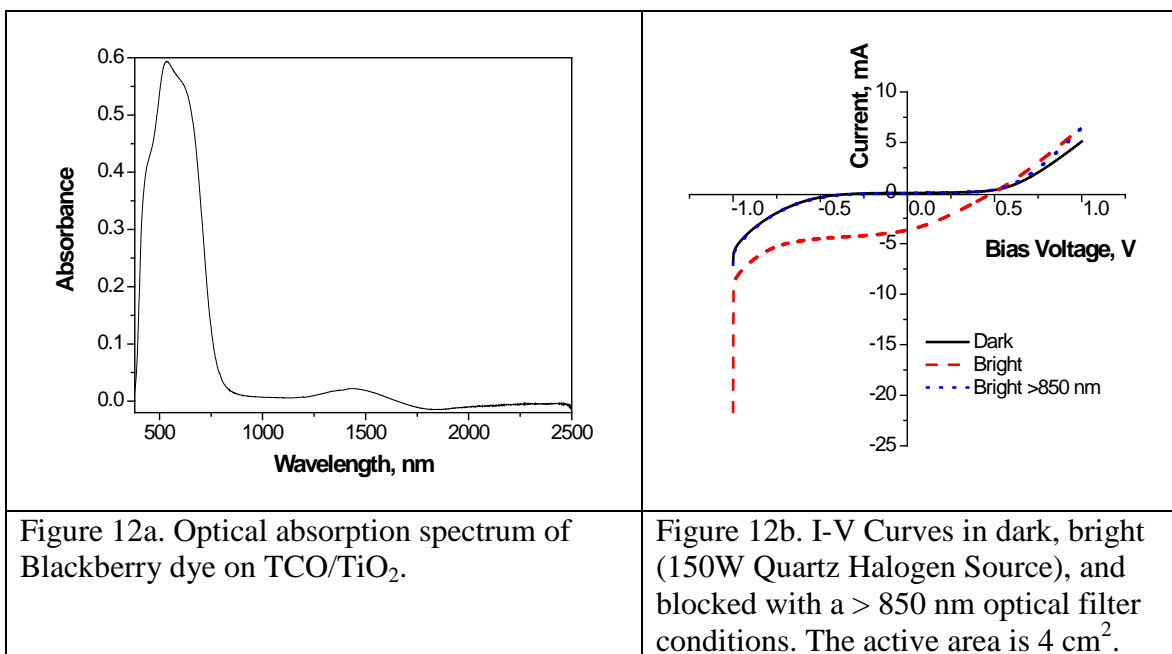 0.6
0.5
0.4
0.3
0.2
0.1
0.0
Absorbance
500 1000 1500 2000 2500
Wavelength, nm
Current, mA
10
5
0
-5
-10
-15
-20
-25
-1.0 -0.5 0.0 0.5 1.0
Bias Voltage, V
Dark
Bright
Bright >850 nm
Figure 12a. Optical absorption spectrum of
Blackberry dye on TCO/TiO₂.
Figure 12b. I-V Curves in dark, bright
(150W Quartz Halogen Source), and
blocked with a > 850 nm optical filter
conditions. The active area is 4 cm².